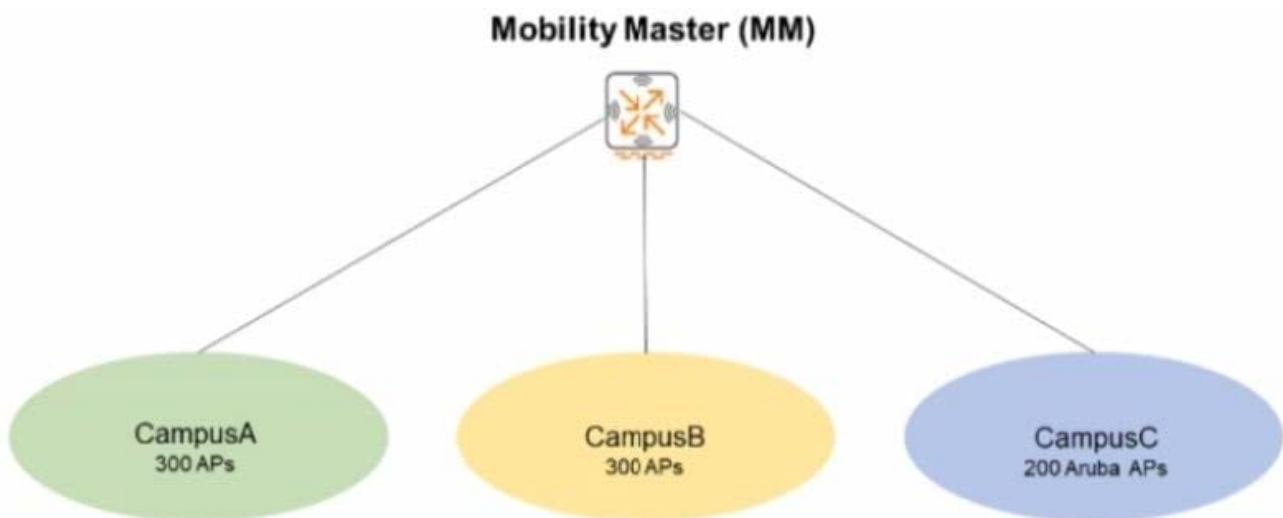 Mobility Master (MM)
CampusA
300 APs
CampusB
300 APs
CampusC
200 Aruba APs